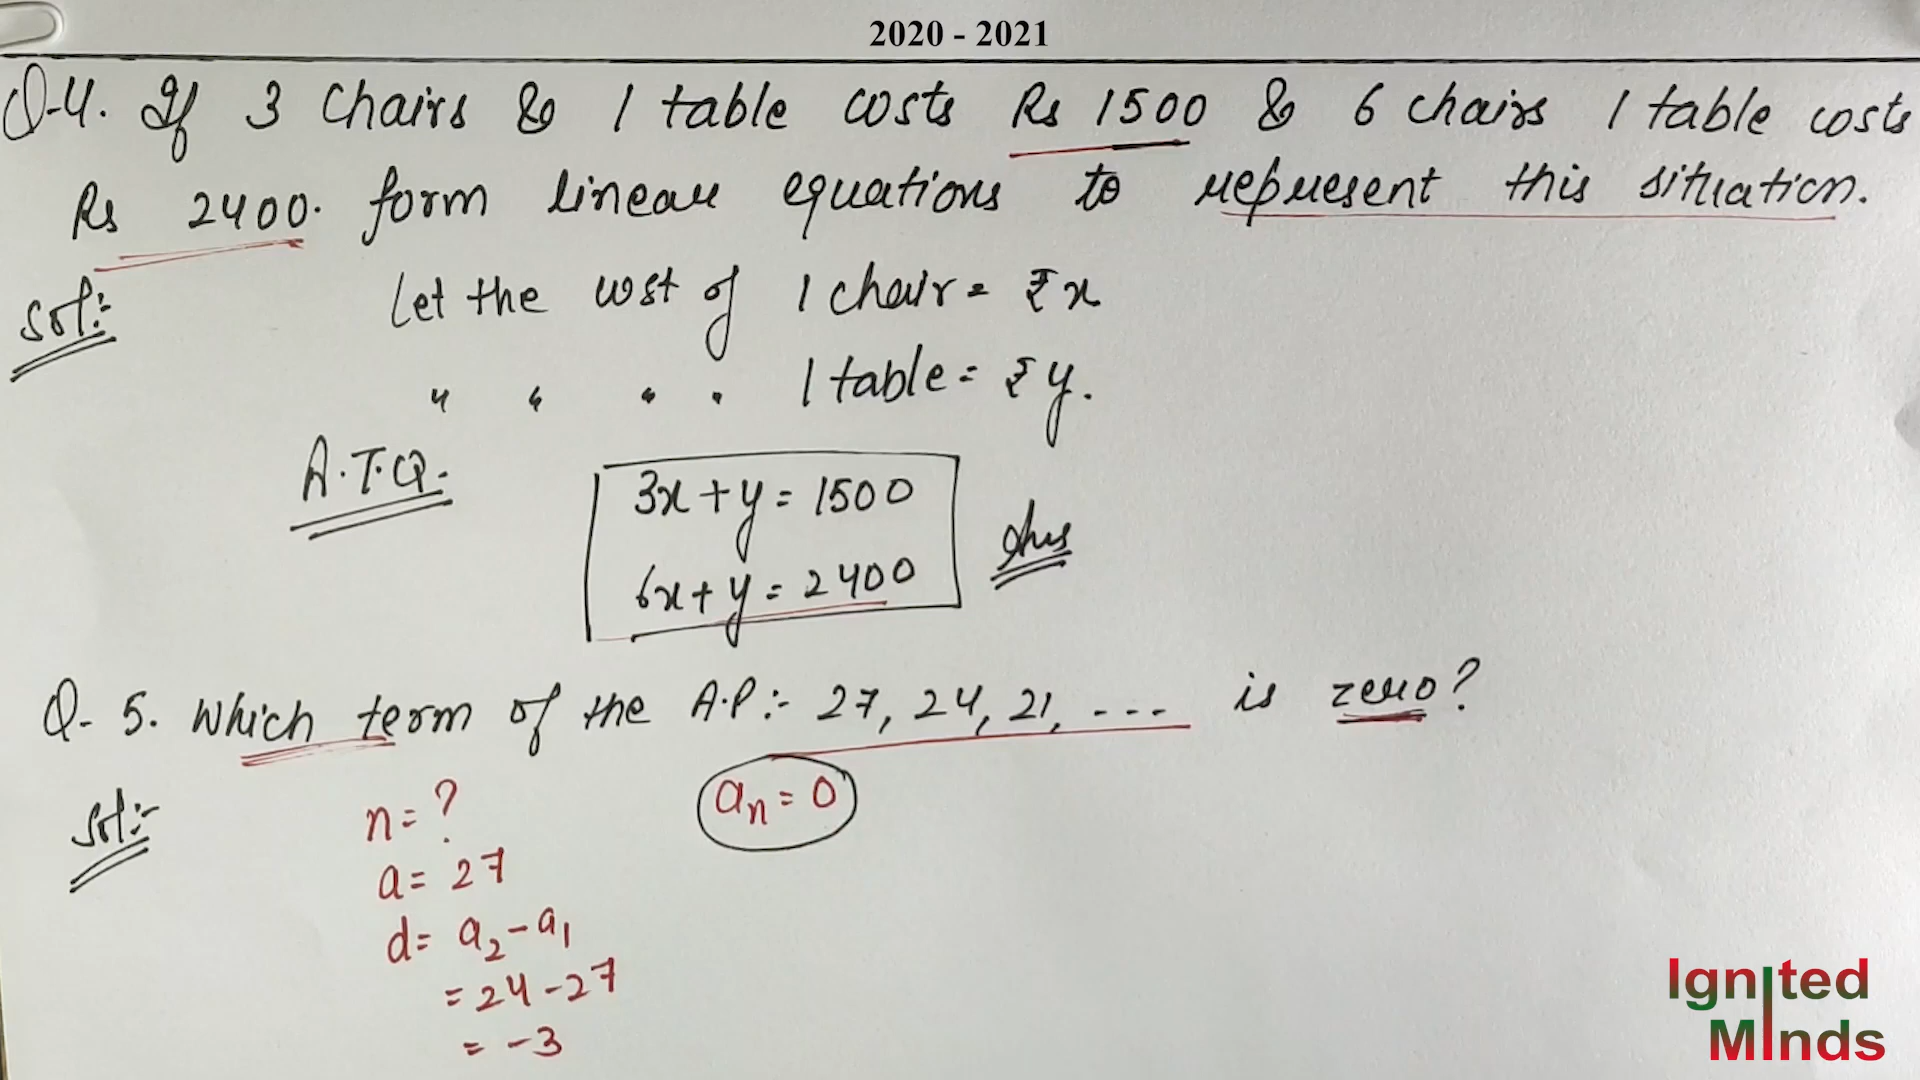 2020 - 2021
Q-4. If 3 Chairs & 1 table costs Rs 1500 & 6 chairs 1 table costs
Rs 2400. form linear equations to represent this situation.
Sol:-
Let the cost of 1 chair = ₹ x
" " " " 1 table = ₹ y.
A.T.Q.
3x + y = 1500
6x + y = 2400
Ans
Q- 5. Which term of the A.P:- 27, 24, 21, --- is zero?
Sol:-
n = ?
an = 0
a = 27
d = a2 - a1
= 24 - 27
= -3
Ignited
Minds